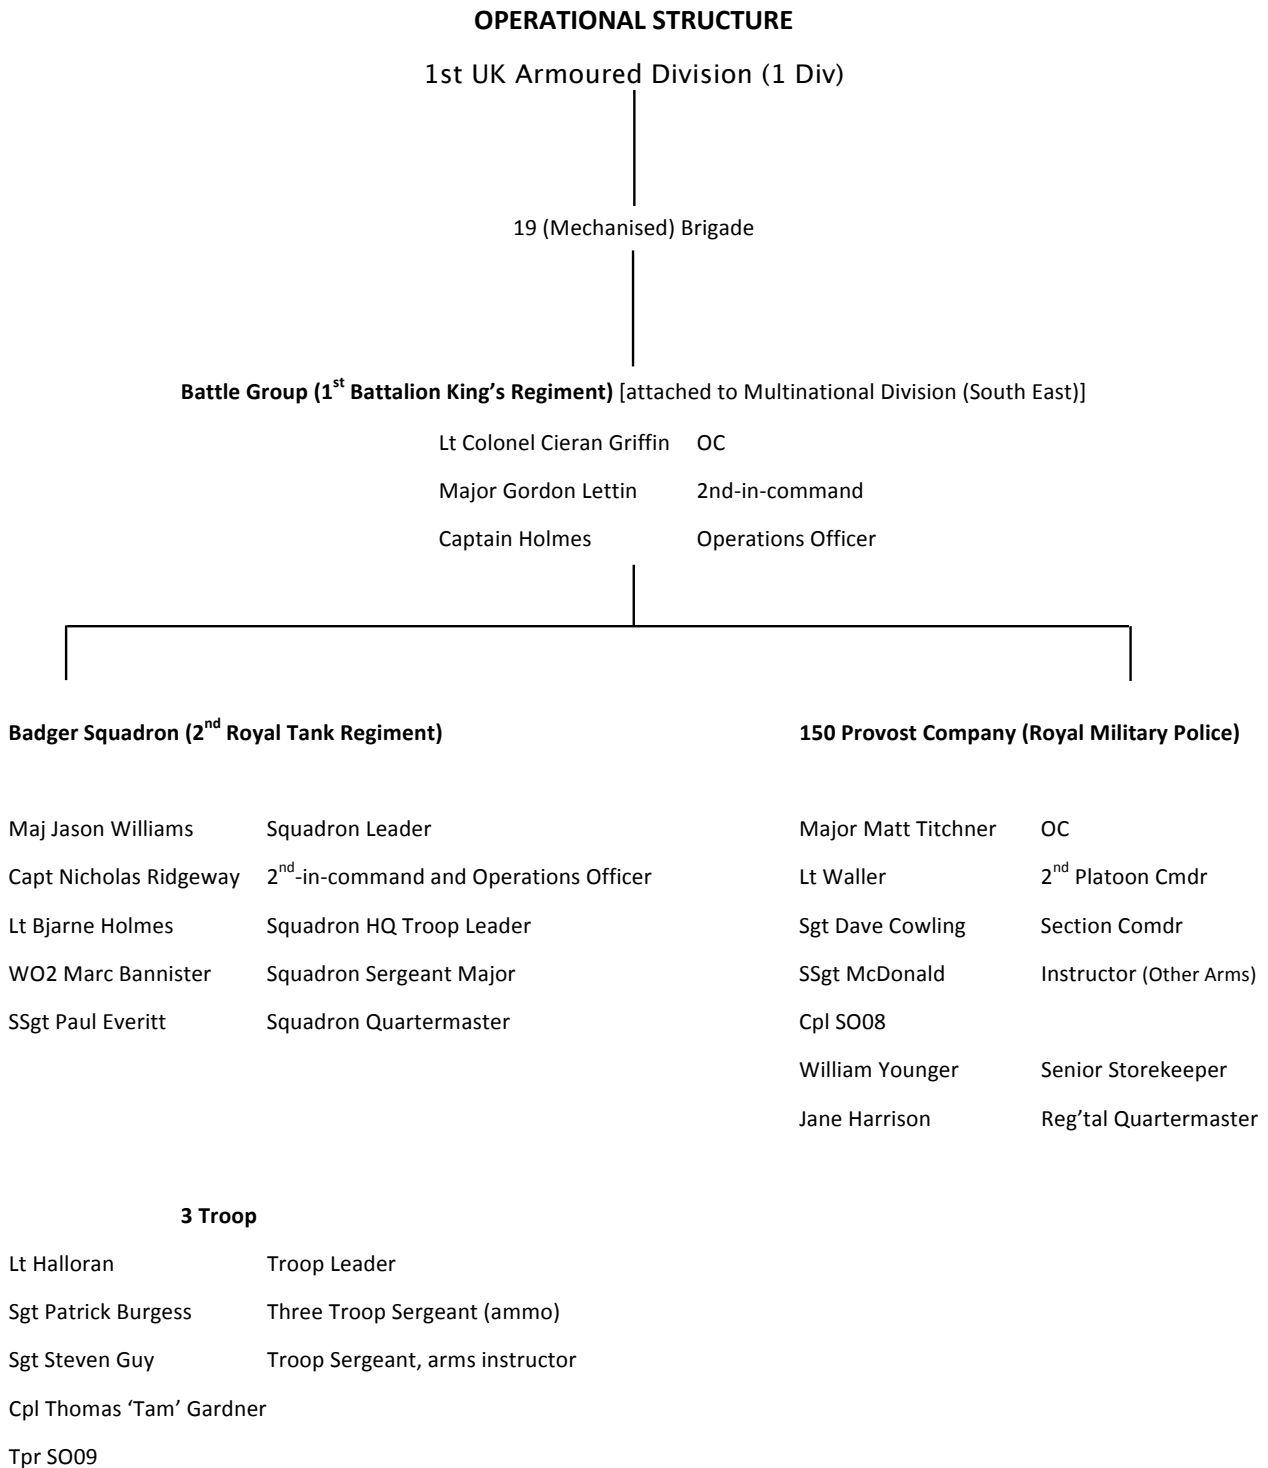 OPERATIONAL STRUCTURE
1st UK Armoured Division (1 Div)
19 (Mechanised) Brigade
Battle Group (1st Battalion King’s Regiment) [attached to Multinational Division (South East)]
Lt Colonel Cieran Griffin OC
Major Gordon Lettin 2nd-in-command
Captain Holmes Operations Officer
Badger Squadron (2nd Royal Tank Regiment)
Maj Jason Williams Squadron Leader
Capt Nicholas Ridgeway 2nd-in-command and Operations Officer
Lt Bjarne Holmes Squadron HQ Troop Leader
WO2 Marc Bannister Squadron Sergeant Major
SSgt Paul Everitt Squadron Quartermaster
150 Provost Company (Royal Military Police)
Major Matt Titchner OC
Lt Waller 2nd Platoon Cmdr
Sgt Dave Cowling Section Comdr
SSgt McDonald Instructor (Other Arms)
Cpl SO08
William Younger Senior Storekeeper
Jane Harrison Reg’tal Quartermaster
3 Troop
Lt Halloran Troop Leader
Sgt Patrick Burgess Three Troop Sergeant (ammo)
Sgt Steven Guy Troop Sergeant, arms instructor
Cpl Thomas ‘Tam’ Gardner
Tpr SO09